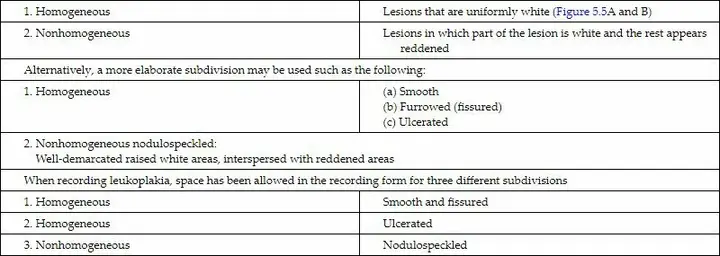 1. Homogeneous Lesions that are uniformly white (Figure 5.5A and B)
2. Nonhomogeneous Lesions in which part of the lesion is white and the rest appears
reddened
Alternatively, a more elaborate subdivision may be used such as the following:
1. Homogeneous (a) Smooth
(b) Furrowed (fissured)
(c) Ulcerated
2. Nonhomogeneous nodulospeckled:
Well-demarcated raised white areas, interspersed with reddened areas
When recording leukoplakia, space has been allowed in the recording form for three different subdivisions
1. Homogeneous Smooth and fissured
2. Homogeneous Ulcerated
3. Nonhomogeneous Nodulospeckled